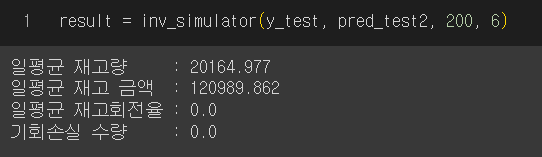 1 result = inv_simulator(y_test, pred_test2, 200, 6)
일평균 재고량 : 20164.977
일평균 재고 금액 : 120989.862
일평균 재고회전율 : 0.0
기회손실 수량 : 0.0